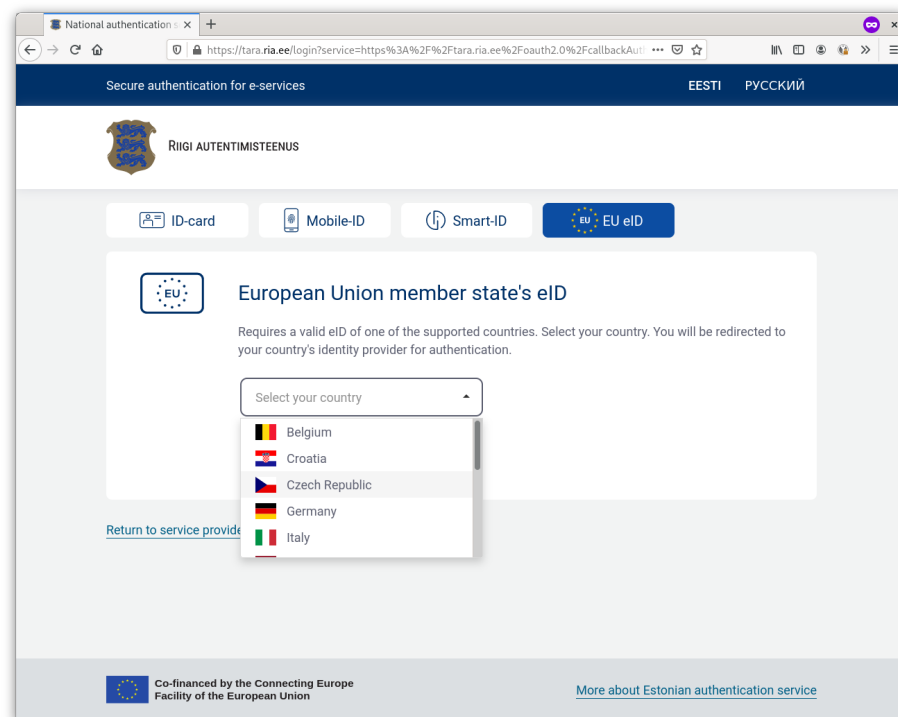 National authentication s
https://tara.ria.ee/login?service=https%3A%2F%2Ftara.ria.ee%2Foauth2.0%2FcallbackAut
Secure authentication for e-services
EESTI РУССКИЙ
RIIGI AUTENTIMISTEENUS
ID-card
Mobile-ID
Smart-ID
EU EU eID
EU
European Union member state's eID
Requires a valid eID of one of the supported countries. Select your country. You will be redirected to
your country's identity provider for authentication.
Select your country
Belgium
Croatia
Czech Republic
Germany
Italy
Return to service provide
Co-financed by the Connecting Europe
Facility of the European Union
More about Estonian authentication service